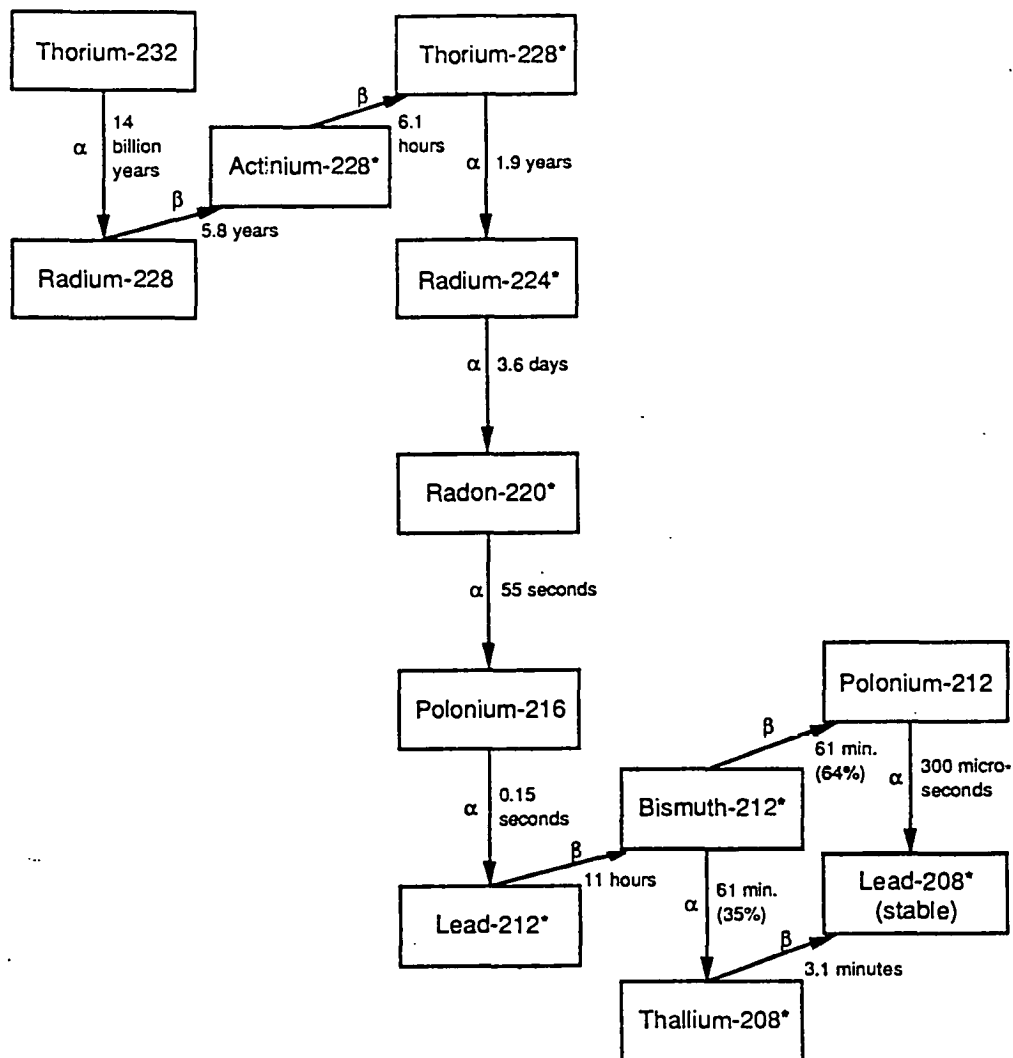 Thorium-232
Thorium-228*
β
6.1
hours
14
billion
years
α
Actinium-228*
α
1.9 years
β
5.8 years
Radium-228
Radium-224*
α
3.6 days
Radon-220*
α
55 seconds
Polonium-216
Polonium-212
β
61 min.
(64%)
α
300 micro-
seconds
α
0.15
seconds
Bismuth-212*
β
11 hours
Lead-212*
α
61 min.
(35%)
Lead-208*
(stable)
β
3.1 minutes
Thallium-208*